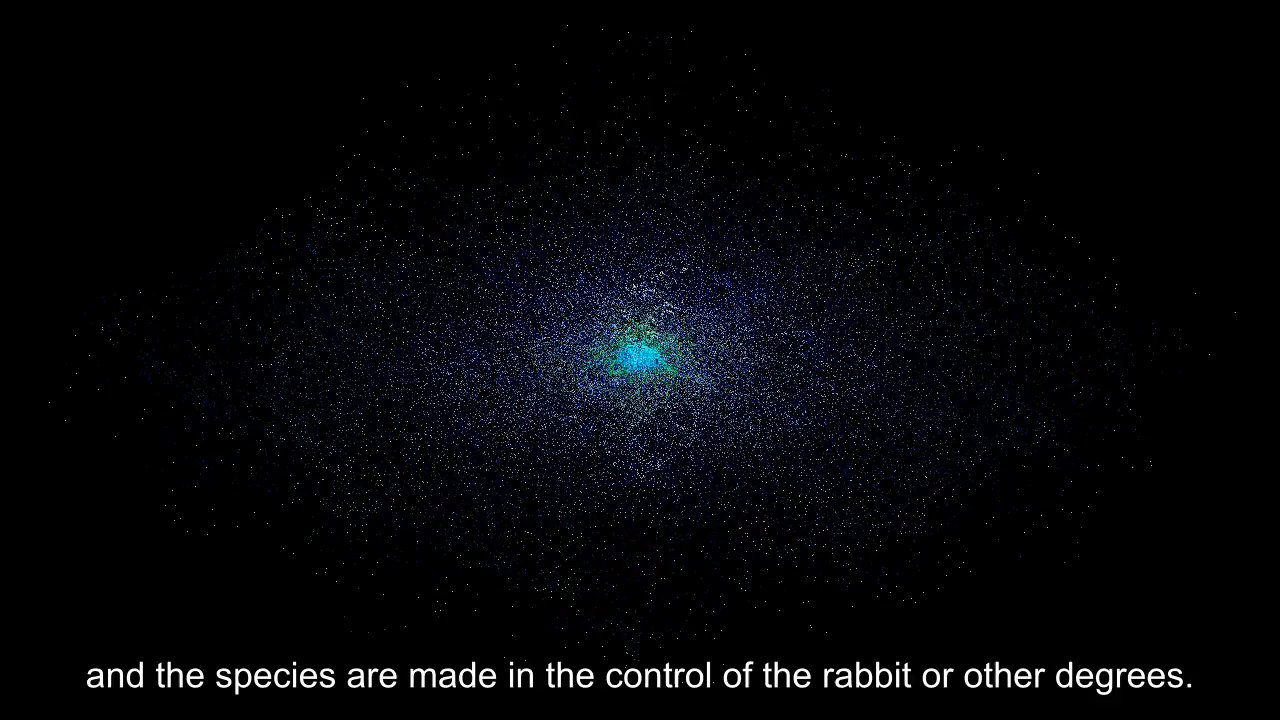 and the species are made in the control of the rabbit or other degrees.